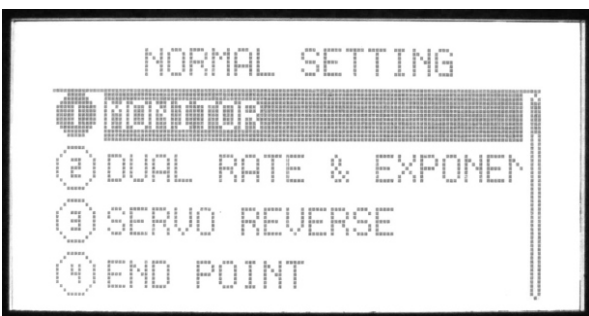 NORMAL SETTING
① MONITOR
② DUAL RATE & EXPONEN
③ SERVO REVERSE
④ END POINT